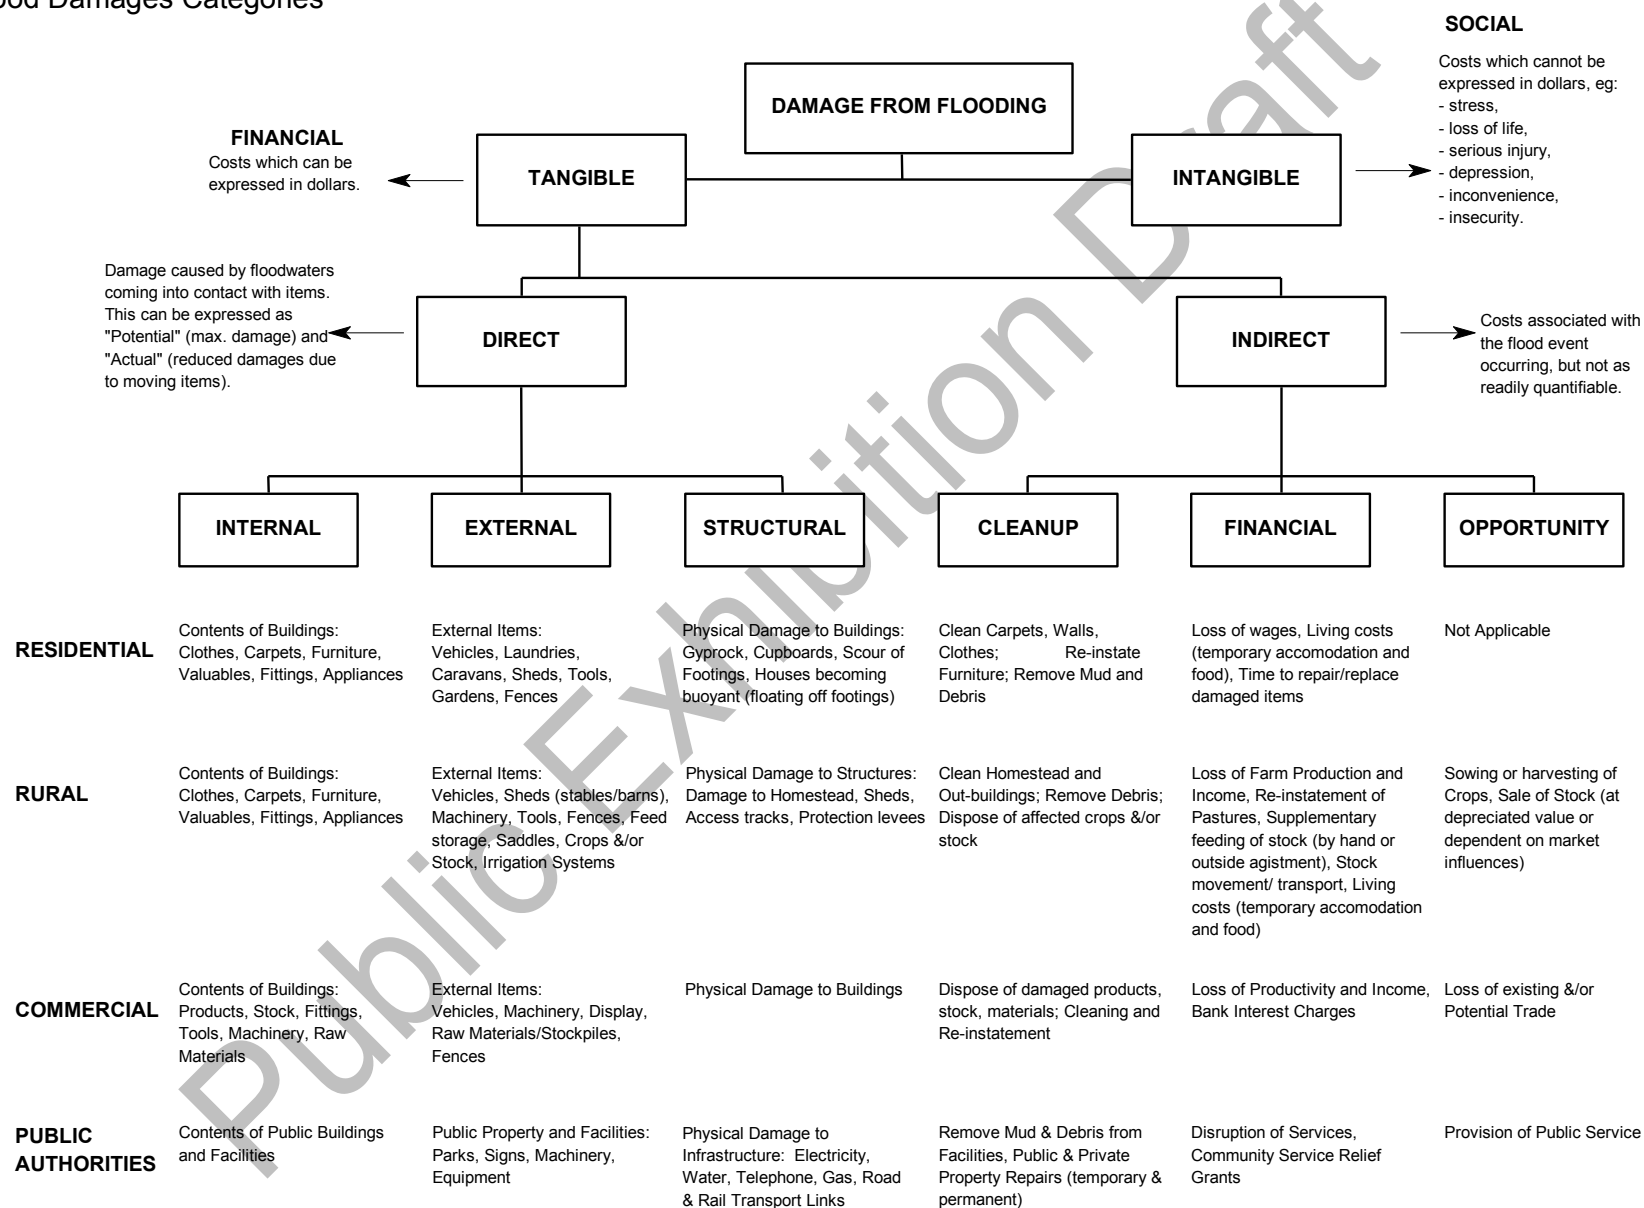 ood Damages Categories
SOCIAL
Costs which cannot be
expressed in dollars, eg:
- stress,
- loss of life,
- serious injury,
- depression,
- inconvenience,
- insecurity.
DAMAGE FROM FLOODING
FINANCIAL
Costs which can be
expressed in dollars.
TANGIBLE
INTANGIBLE
Damage caused by floodwaters
coming into contact with items.
This can be expressed as
"Potential" (max. damage) and
"Actual" (reduced damages due
to moving items).
DIRECT
INDIRECT
Costs associated with
the flood event
occurring, but not as
readily quantifiable.
INTERNAL
EXTERNAL
STRUCTURAL
CLEANUP
FINANCIAL
OPPORTUNITY
RESIDENTIAL
Contents of Buildings:
Clothes, Carpets, Furniture,
Valuables, Fittings, Appliances
External Items:
Vehicles, Laundries,
Caravans, Sheds, Tools,
Gardens, Fences
Physical Damage to Buildings:
Gyprock, Cupboards, Scour of
Footings, Houses becoming
buoyant (floating off footings)
Clean Carpets, Walls,
Clothes; Re-instate
Furniture; Remove Mud and
Debris
Loss of wages, Living costs
(temporary accomodation and
food), Time to repair/replace
damaged items
Not Applicable
RURAL
Contents of Buildings:
Clothes, Carpets, Furniture,
Valuables, Fittings, Appliances
External Items:
Vehicles, Sheds (stables/barns),
Machinery, Tools, Fences, Feed
storage, Saddles, Crops &/or
Stock, Irrigation Systems
Physical Damage to Structures:
Damage to Homestead, Sheds,
Access tracks, Protection levees
Clean Homestead and
Out-buildings; Remove Debris;
Dispose of affected crops &/or
stock
Loss of Farm Production and
Income, Re-instatement of
Pastures, Supplementary
feeding of stock (by hand or
outside agistment), Stock
movement/ transport, Living
costs (temporary accomodation
and food)
Sowing or harvesting of
Crops, Sale of Stock (at
depreciated value or
dependent on market
influences)
COMMERCIAL
Contents of Buildings:
Products, Stock, Fittings,
Tools, Machinery, Raw
Materials
External Items:
Vehicles, Machinery, Display,
Raw Materials/Stockpiles,
Fences
Physical Damage to Buildings
Dispose of damaged products,
stock, materials; Cleaning and
Re-instatement
Loss of Productivity and Income,
Bank Interest Charges
Loss of existing &/or
Potential Trade
PUBLIC
AUTHORITIES
Contents of Public Buildings
and Facilities
Public Property and Facilities:
Parks, Signs, Machinery,
Equipment
Physical Damage to
Infrastructure: Electricity,
Water, Telephone, Gas, Road
& Rail Transport Links
Remove Mud & Debris from
Facilities, Public & Private
Property Repairs (temporary &
permanent)
Disruption of Services,
Community Service Relief
Grants
Provision of Public Service
Public Exhibition Draft